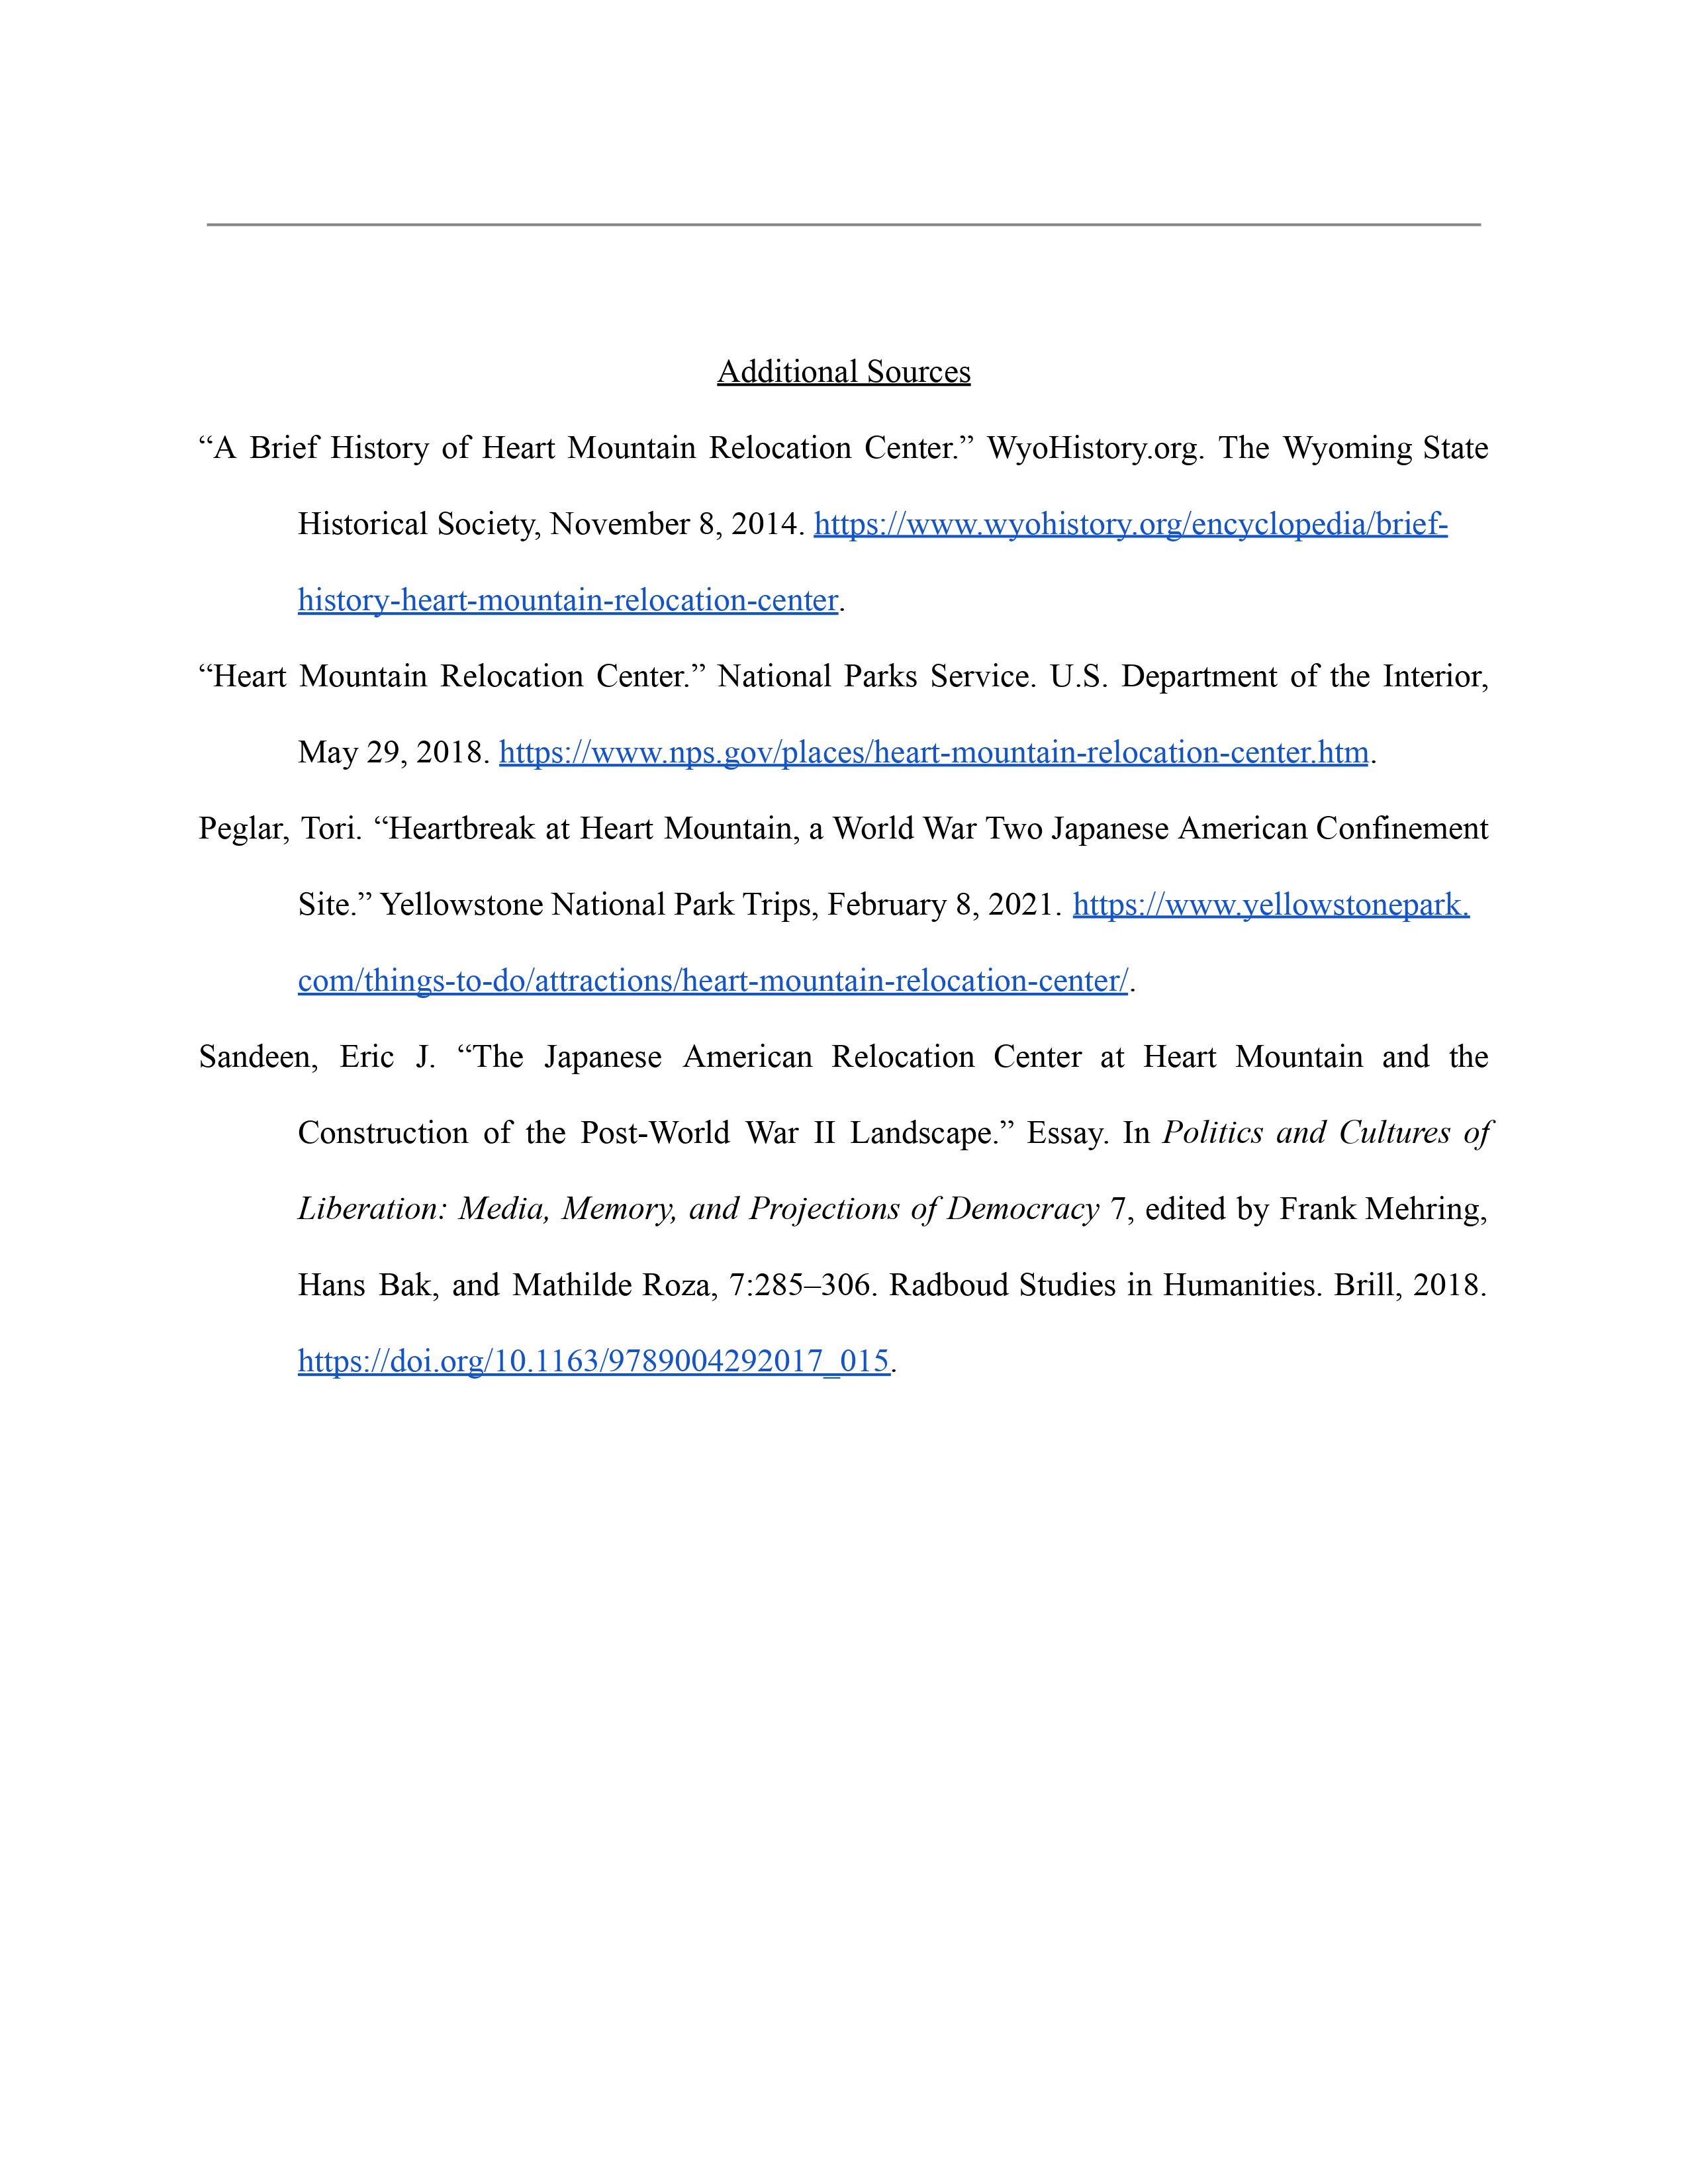 Additional Sources
“A Brief History of Heart Mountain Relocation Center.” WyoHistory.org. The Wyoming State
Historical Society, November 8, 2014. https://www.wyohistory.org/encyclopedia/brief-
history-heart-mountain-relocation-center.
“Heart Mountain Relocation Center.” National Parks Service. U.S. Department of the Interior,
May 29, 2018. https://www.nps.gov/places/heart-mountain-relocation-center.htm.
Peglar, Tori. “Heartbreak at Heart Mountain, a World War Two Japanese American Confinement
Site.” Yellowstone National Park Trips, February 8, 2021. https://www.yellowstonepark.
com/things-to-do/attractions/heart-mountain-relocation-center/.
Sandeen, Eric J. “The Japanese American Relocation Center at Heart Mountain and the
Construction of the Post-World War II Landscape.” Essay. In Politics and Cultures of
Liberation: Media, Memory, and Projections of Democracy 7, edited by Frank Mehring,
Hans Bak, and Mathilde Roza, 7:285–306. Radboud Studies in Humanities. Brill, 2018.
https://doi.org/10.1163/9789004292017_015.